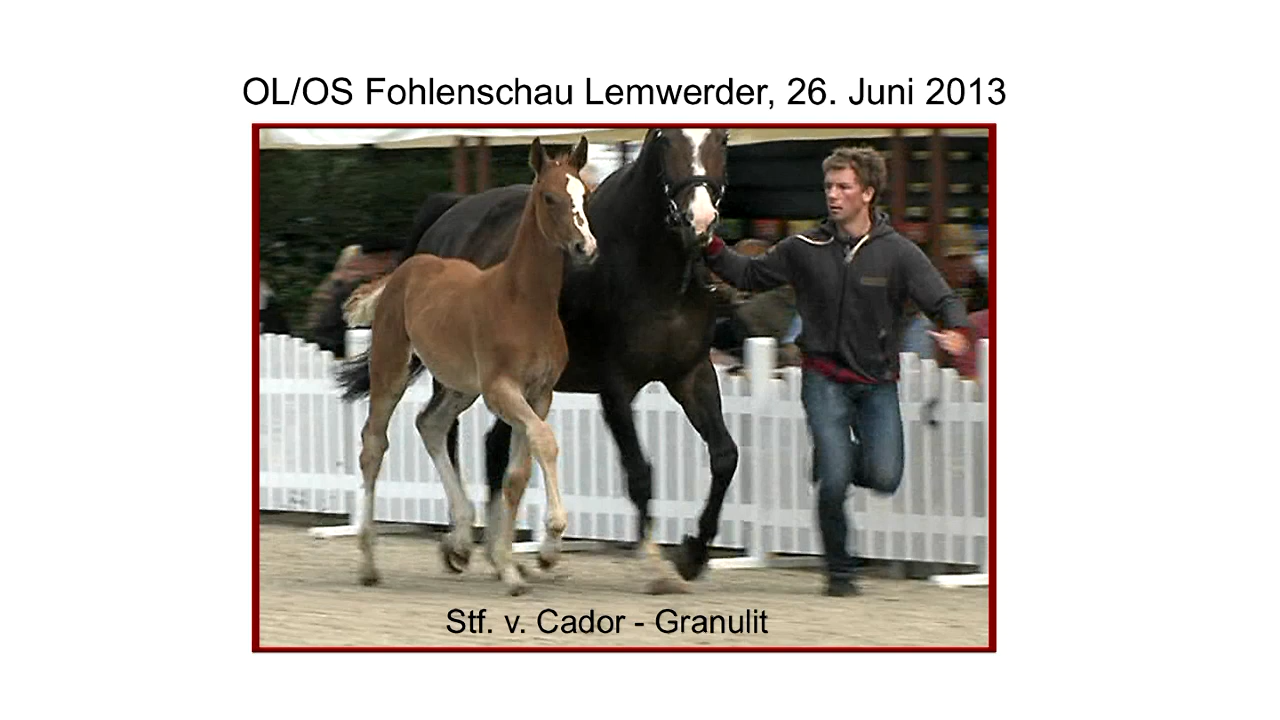 OL/OS Fohlenschau Lemwerder, 26. Juni 2013
Stf. v. Cador - Granulit